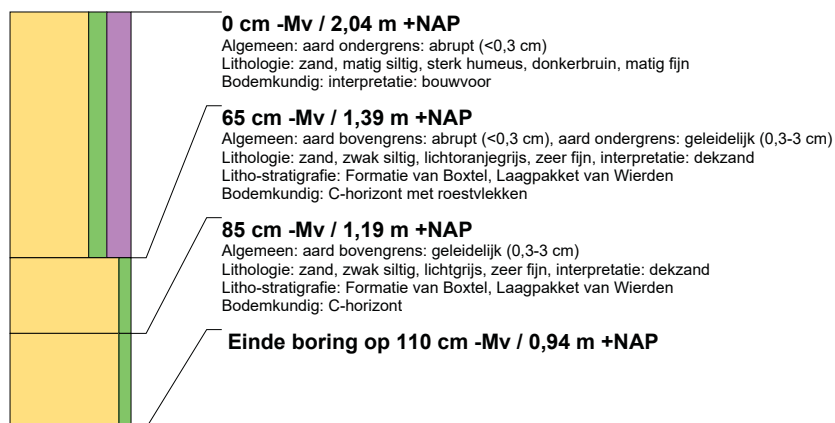 0 cm -Mv / 2,04 m +NAP
Algemeen: aard ondergrens: abrupt (<0,3 cm)
Lithologie: zand, matig siltig, sterk humeus, donkerbruin, matig fijn
Bodemkundig: interpretatie: bouwvoor
65 cm -Mv / 1,39 m +NAP
Algemeen: aard bovengrens: abrupt (<0,3 cm), aard ondergrens: geleidelijk (0,3-3 cm)
Lithologie: zand, zwak siltig, lichtoranjegrijs, zeer fijn, interpretatie: dekzand
Litho-stratigrafie: Formatie van Boxtel, Laagpakket van Wierden
Bodemkundig: C-horizont met roestvlekken
85 cm -Mv / 1,19 m +NAP
Algemeen: aard bovengrens: geleidelijk (0,3-3 cm)
Lithologie: zand, zwak siltig, lichtgrijs, zeer fijn, interpretatie: dekzand
Litho-stratigrafie: Formatie van Boxtel, Laagpakket van Wierden
Bodemkundig: C-horizont
Einde boring op 110 cm -Mv / 0,94 m +NAP